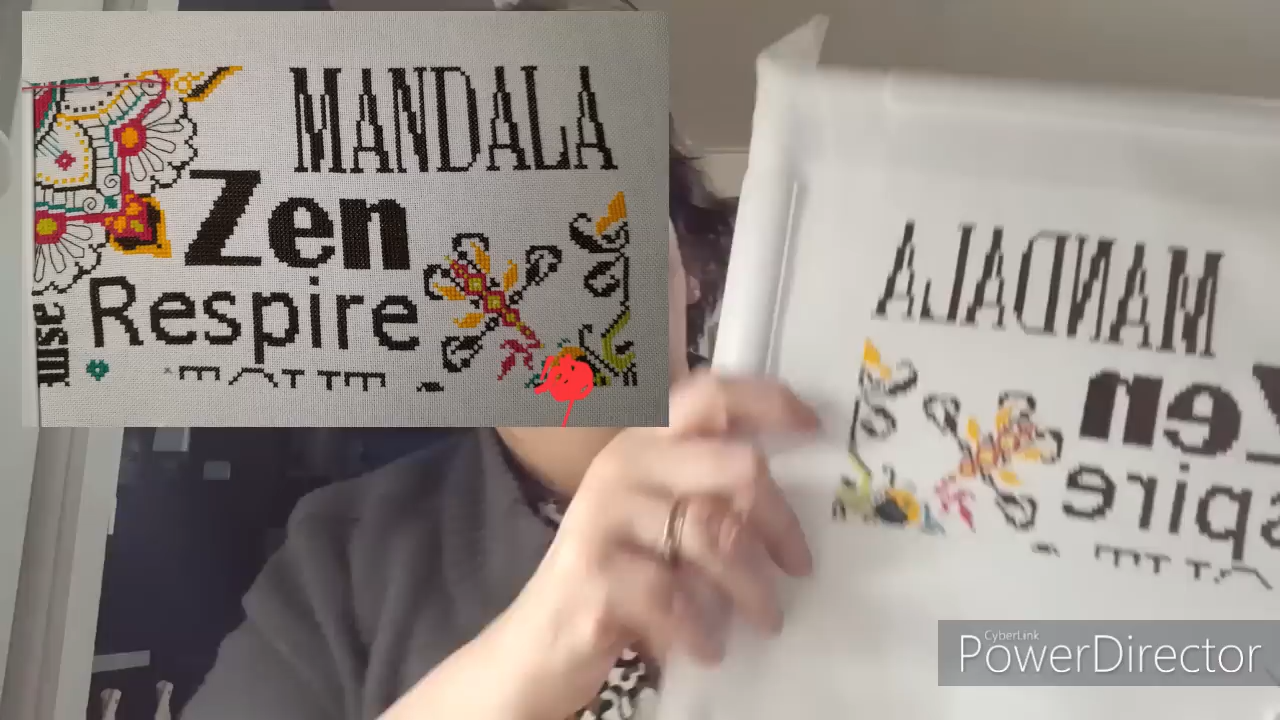 MANDALA
Zen
Respire
MANDALA
Zen
spire
CyberLink
PowerDirector